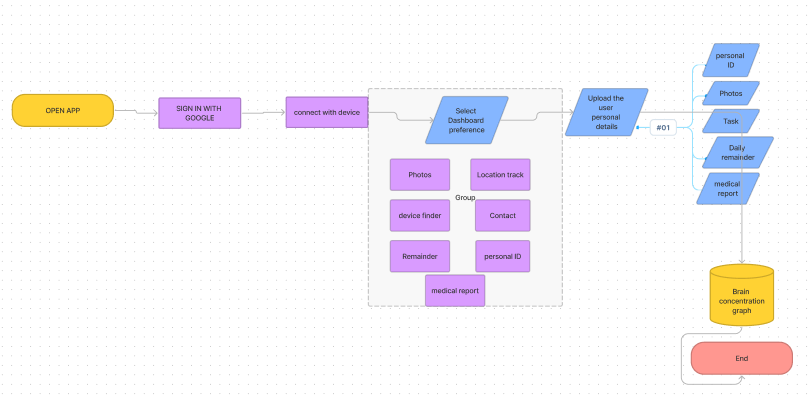 OPEN APP
SIGN IN WITH
GOOGLE
connect with device
Select
Dashboard
preference
Photos
Location track
Group
device finder
Contact
Remainder
personal ID
medical report
Upload the
user
personal
details
#01
personal
ID
Photos
Task
Daily
remainder
medical
report
Brain
concentration
graph
End